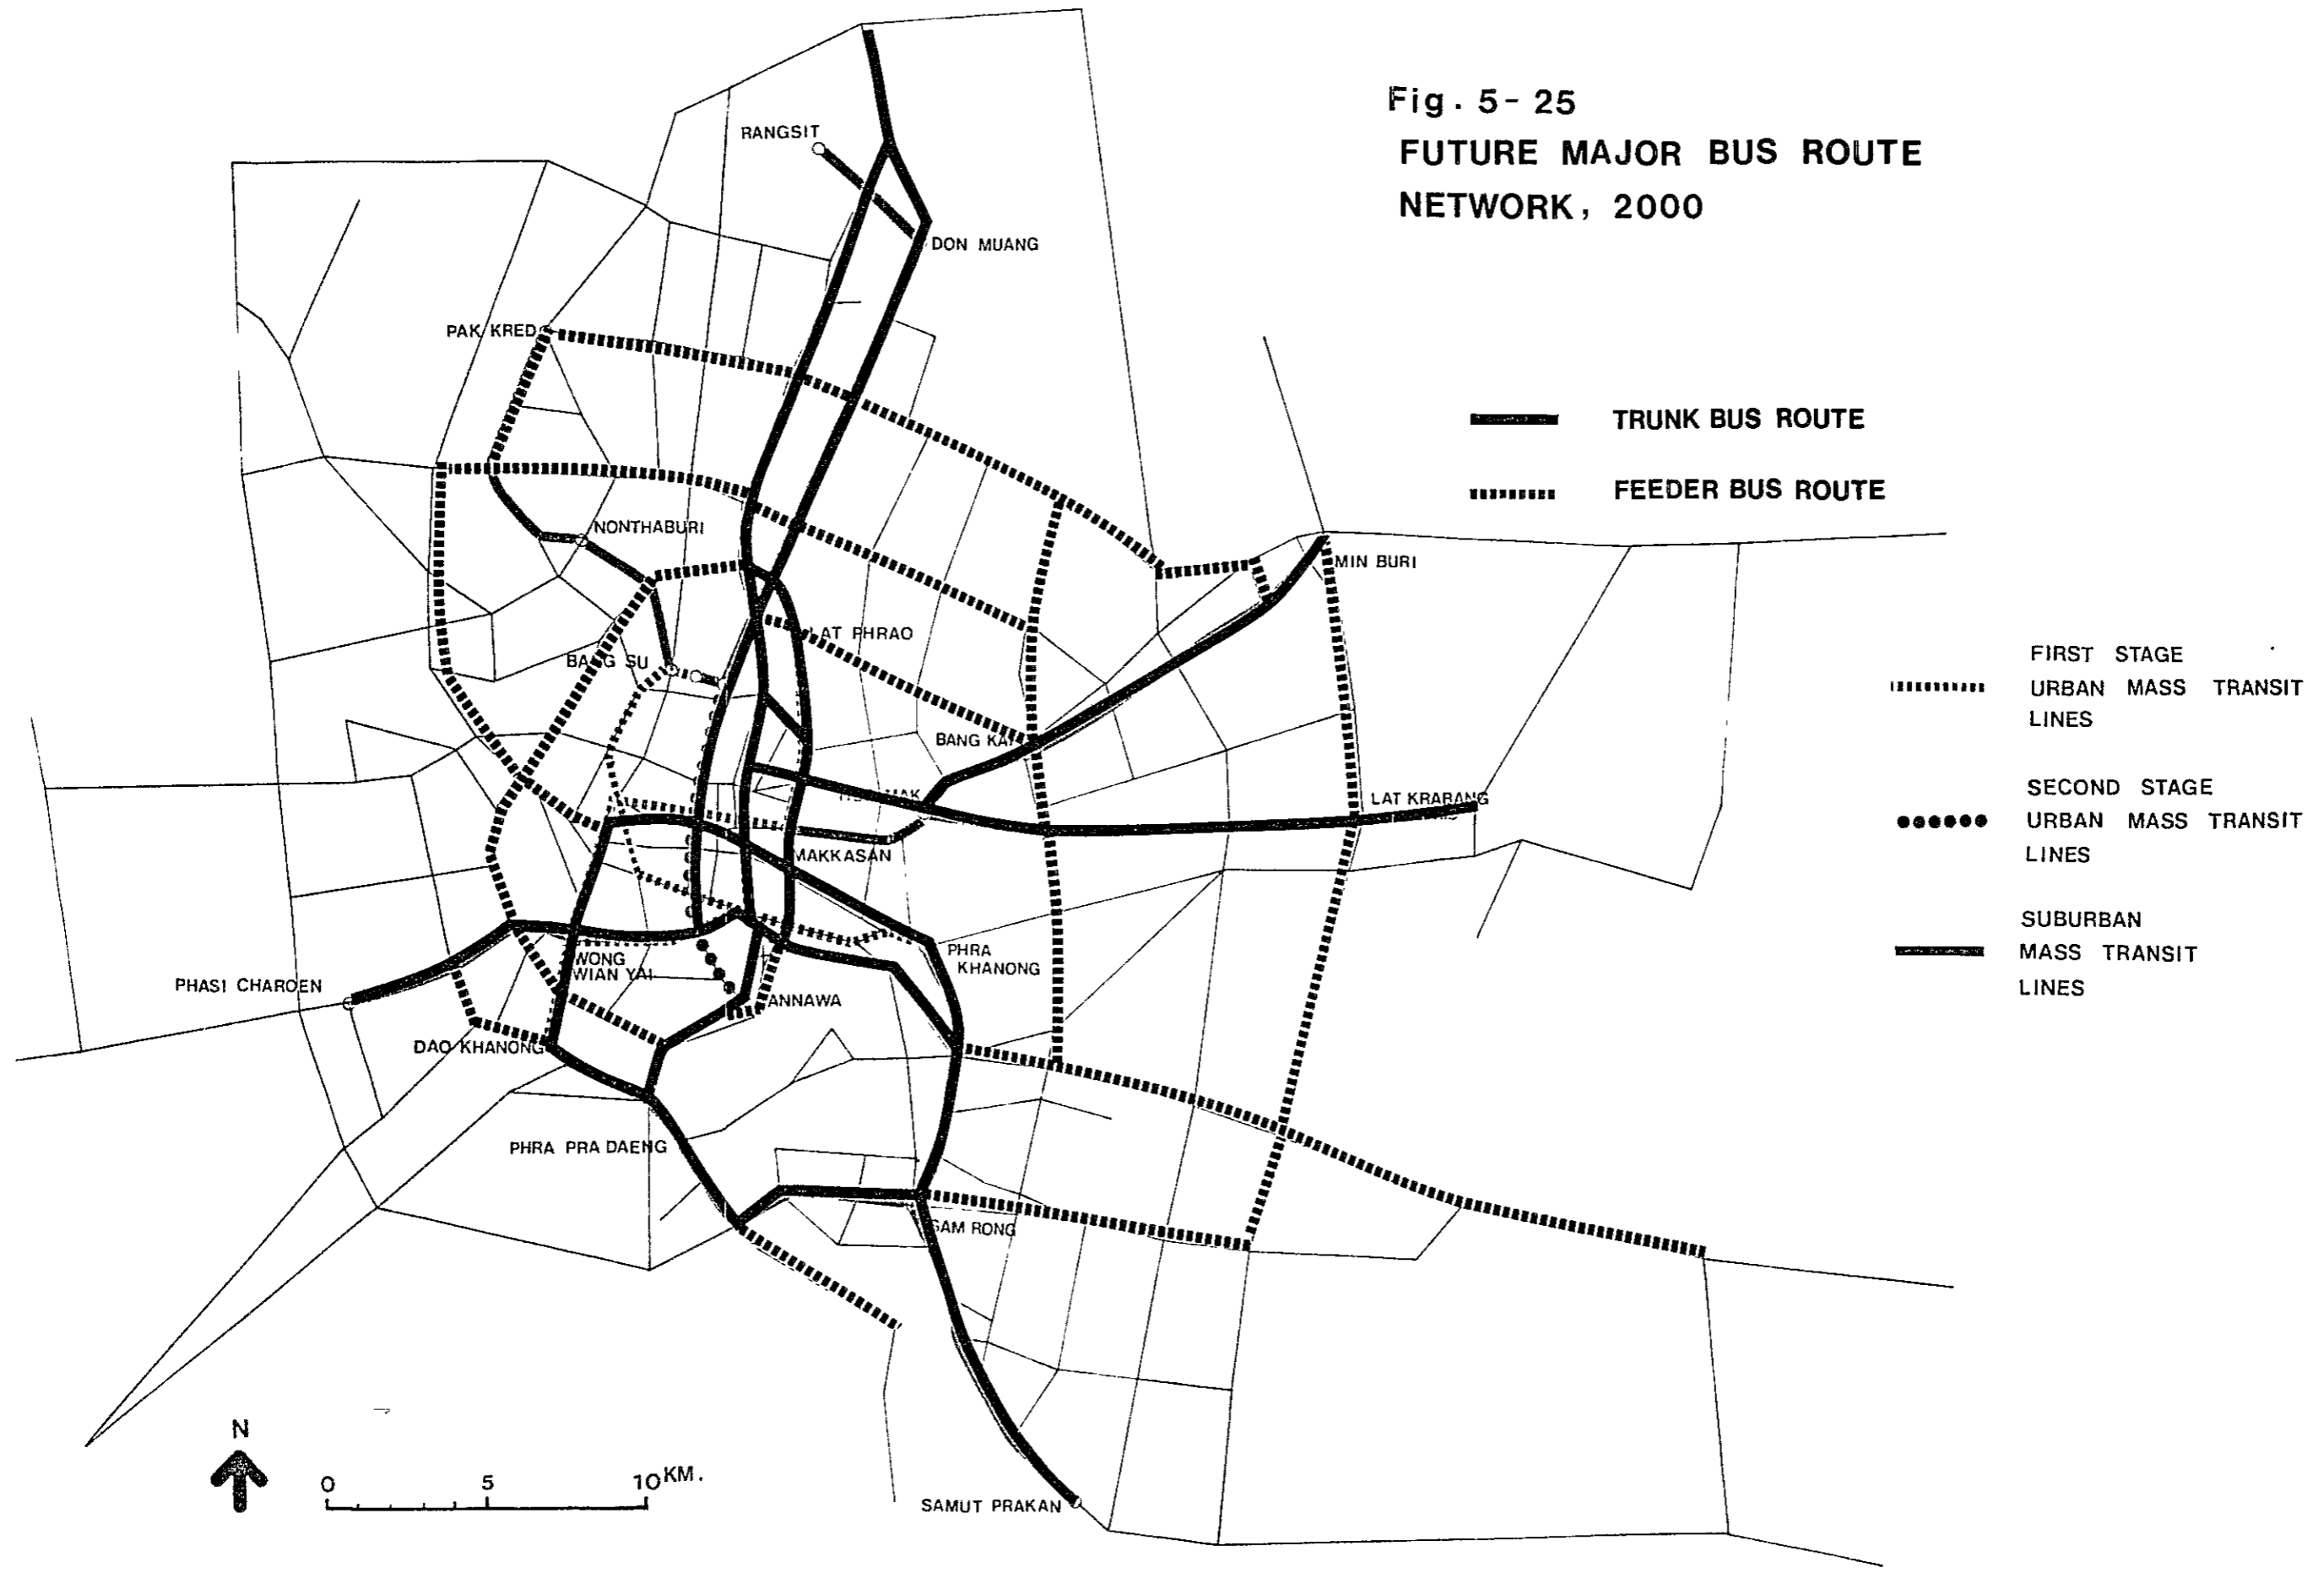 Fig. 5-25
FUTURE MAJOR BUS ROUTE
NETWORK, 2000
RANGSIT
DON MUANG
PAK KRED
TRUNK BUS ROUTE
FEEDER BUS ROUTE
NONTHABURI
MIN BURI
LAT PHRAO
BANG SU
FIRST STAGE
URBAN MASS TRANSIT
LINES
BANG KAPI
SECOND STAGE
URBAN MASS TRANSIT
LINES
LAT KRABANG
MAKKASAN
SUBURBAN
MASS TRANSIT
LINES
PHRA
KHANONG
WONG
WIAN YAI
PHASI CHAROEN
ANNAWA
DAO KHANONG
PHRA PRA DAENG
SAM RONG
SAMUT PRAKAN
N
0 5 10 KM.